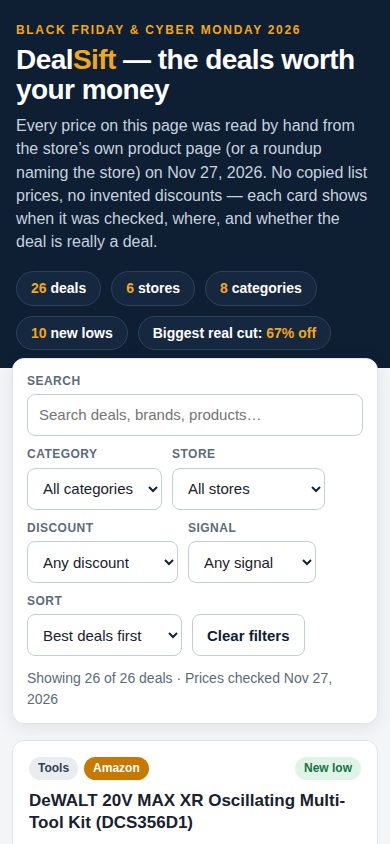 BLACK FRIDAY & CYBER MONDAY 2026
DealSift — the deals worth
your money
Every price on this page was read by hand from
the store’s own product page (or a roundup
naming the store) on Nov 27, 2026. No copied list
prices, no invented discounts — each card shows
when it was checked, where, and whether the
deal is really a deal.
26 deals
6 stores
8 categories
10 new lows
Biggest real cut: 67% off
SEARCH
Search deals, brands, products…
CATEGORY
STORE
All categories
All stores
DISCOUNT
SIGNAL
Any discount
Any signal
SORT
Best deals first
Clear filters
Showing 26 of 26 deals · Prices checked Nov 27,
2026
Tools
Amazon
New low
DeWALT 20V MAX XR Oscillating Multi-
Tool Kit (DCS356D1)